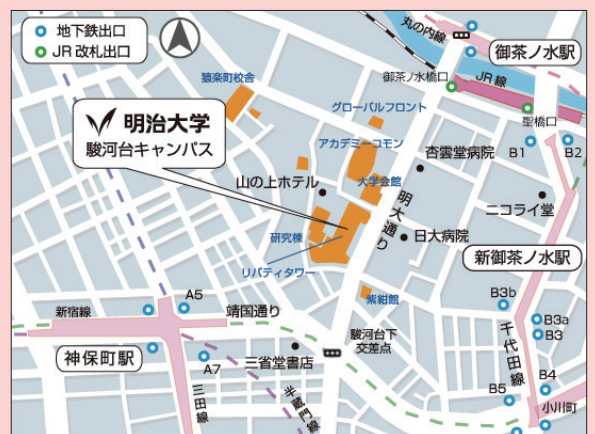 地下鉄出口
JR 改札出口
丸の内線
御茶ノ水駅
御茶ノ水橋口
JR 線
聖橋口
猿楽町校舎
グローバルフロント
明治大学
駿河台キャンパス
アカデミーコモン
杏雲堂病院
B1
B2
山の上ホテル
大学会館
明大通り
ニコライ堂
研究棟
日大病院
新御茶ノ水駅
リバティタワー
紫紺館
B3b
新宿線
A5
靖国通り
駿河台下
交差点
千代田線
B3a
B3
神保町駅
A7
三省堂書店
三田線
半蔵門線
B5
B4
小川町